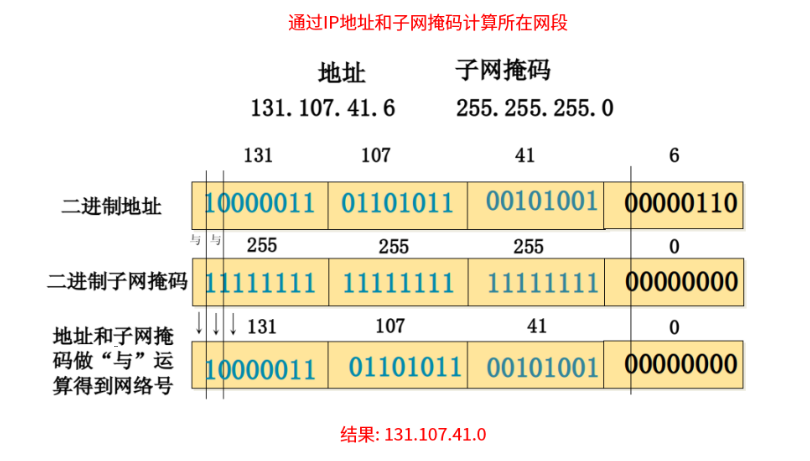 通过IP地址和子网掩码计算所在网段
地址 子网掩码
131.107.41.6 255.255.255.0
131 107 41 6
二进制地址 10000011 01101011 00101001 00000110
与 与 255 255 255 0
二进制子网掩码 11111111 11111111 11111111 00000000
131 107 41 0
地址和子网掩
码做“与”运
算得到网络号
10000011 01101011 00101001 00000000
结果: 131.107.41.0